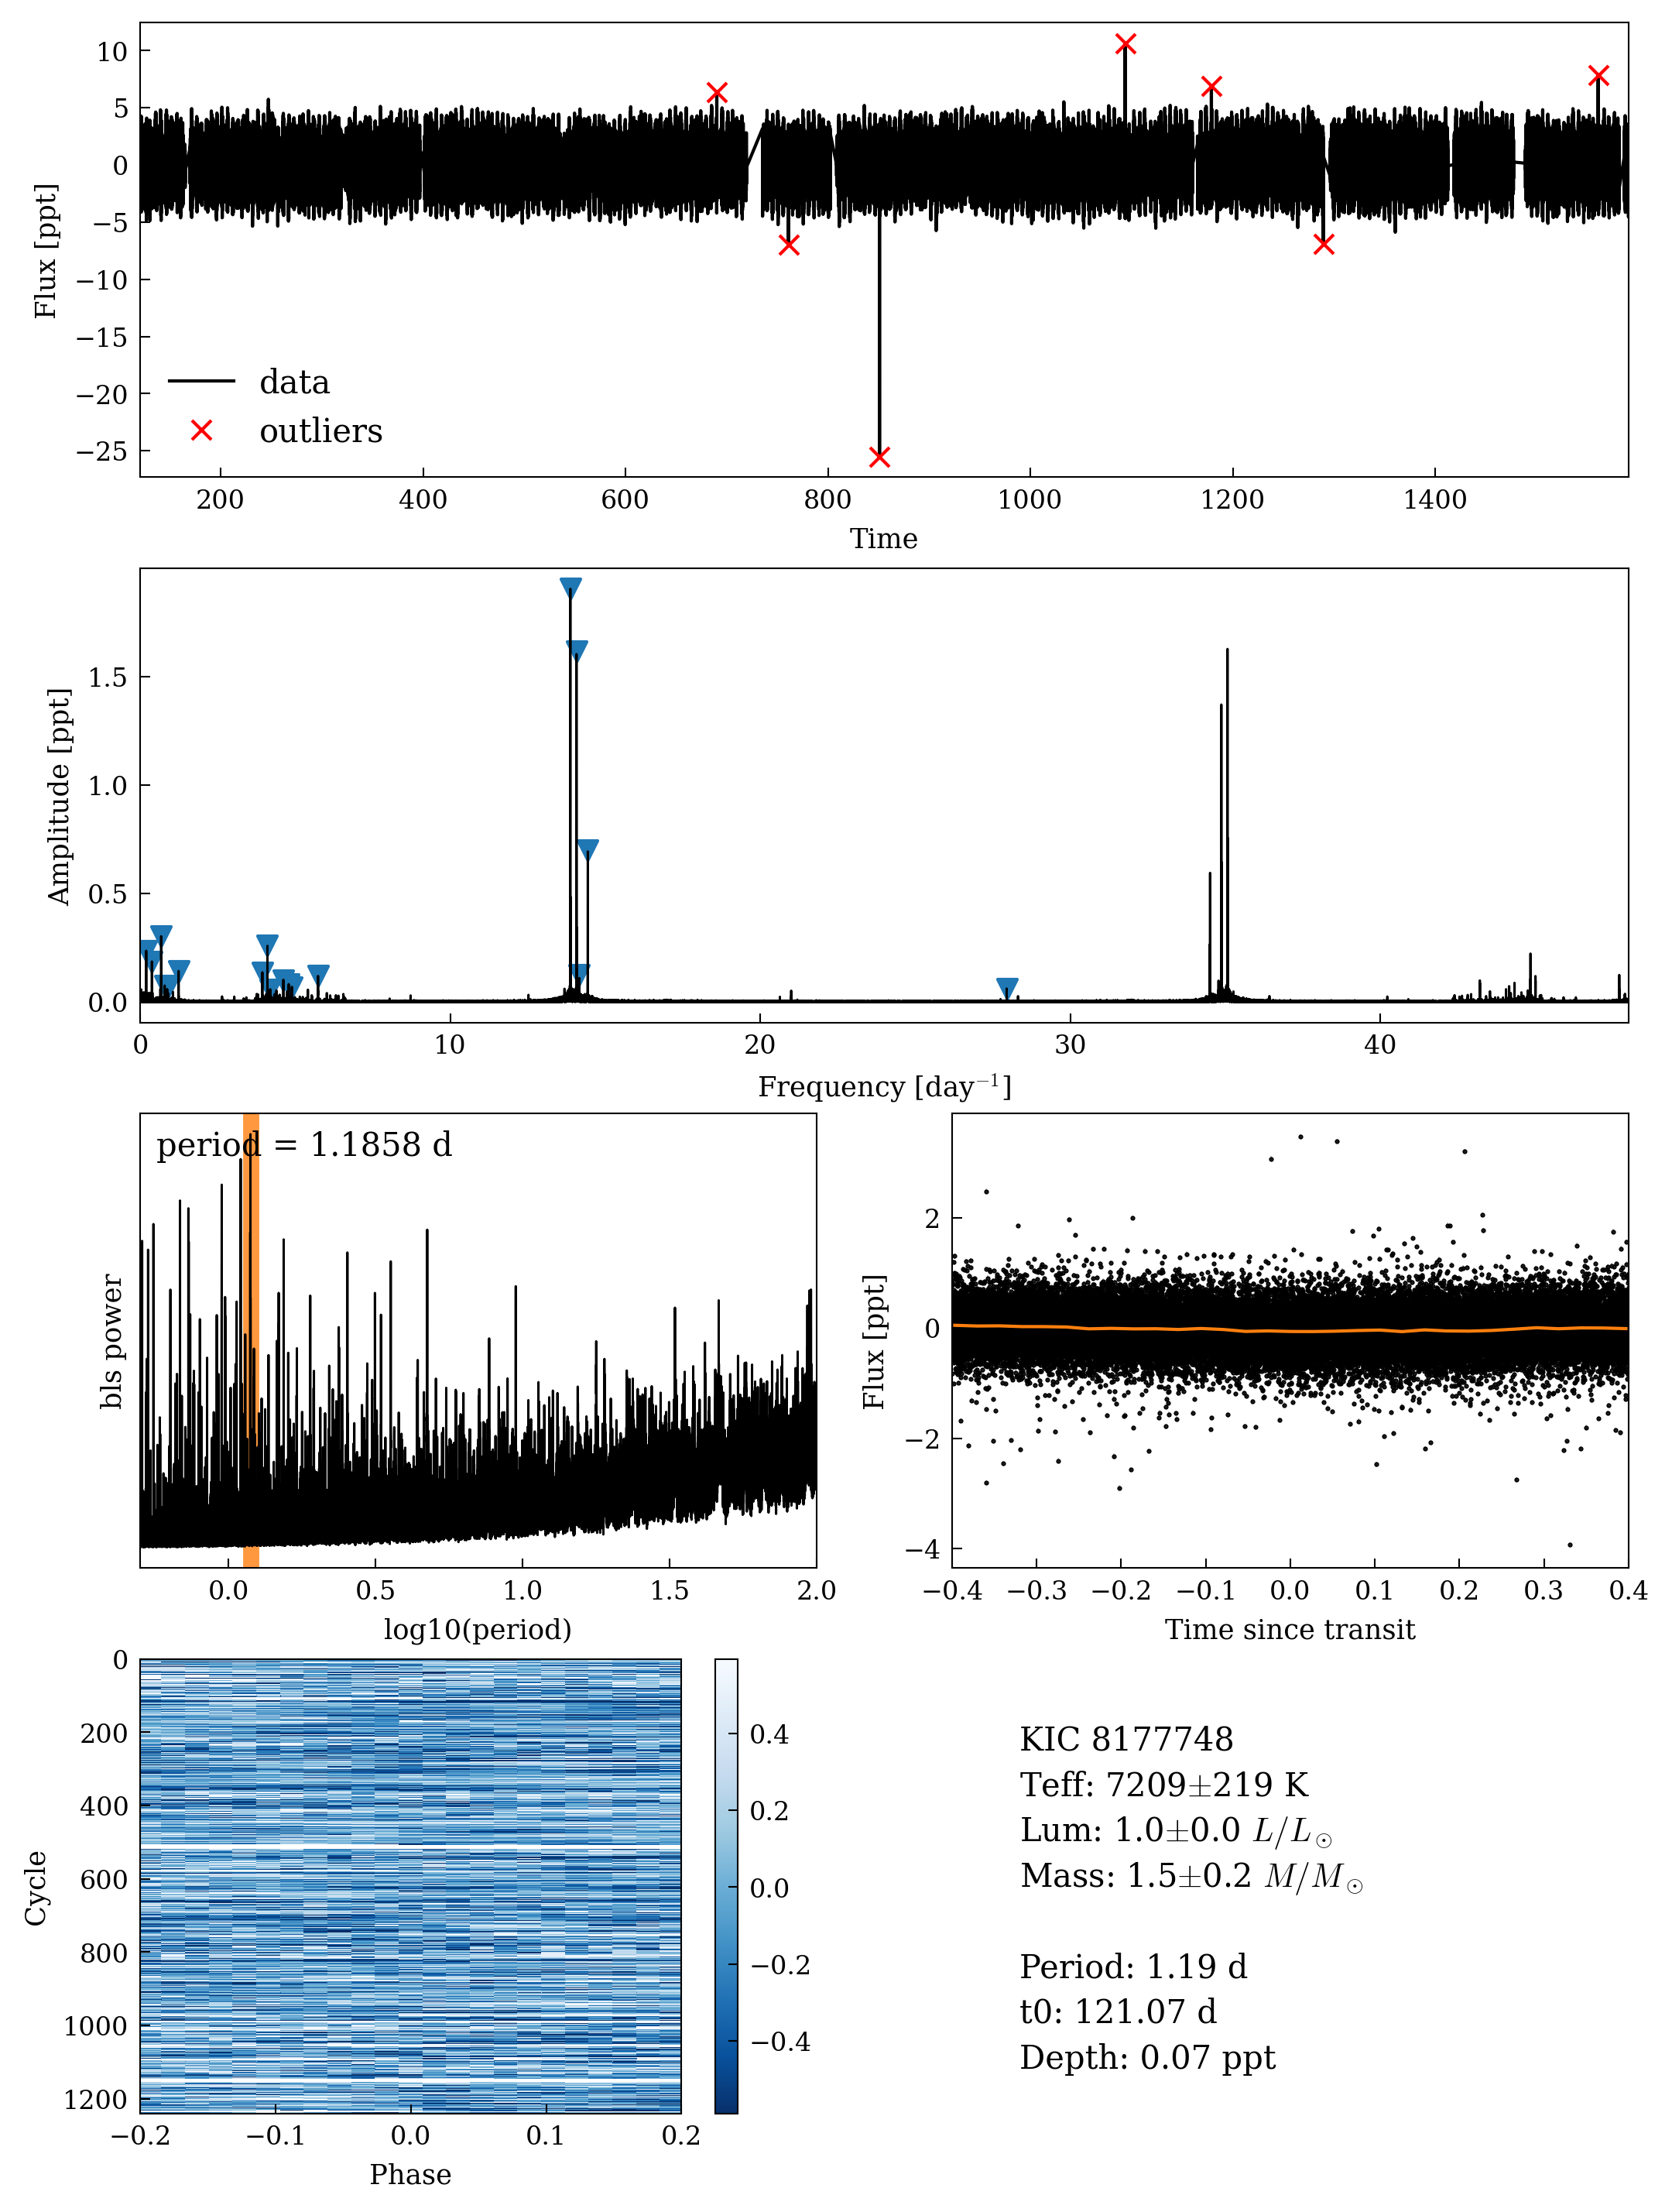 10
5
0
−5
−10
−15
−20
−25
Flux [ppt]
data
outliers
200
400
600
800
1000
1200
1400
Time
1.5
1.0
0.5
0.0
Amplitude [ppt]
0
10
20
30
40
Frequency [day⁻¹]
period = 1.1858 d
bls power
0.0
0.5
1.0
1.5
2.0
log10(period)
2
0
−2
−4
Flux [ppt]
−0.4
−0.3
−0.2
−0.1
0.0
0.1
0.2
0.3
0.4
Time since transit
0
200
400
600
800
1000
1200
Cycle
−0.2
−0.1
0.0
0.1
0.2
Phase
0.4
0.2
0.0
−0.2
−0.4
KIC 8177748
Teff: 7209±219 K
Lum: 1.0±0.0 L/L⊙
Mass: 1.5±0.2 M/M⊙
Period: 1.19 d
t0: 121.07 d
Depth: 0.07 ppt